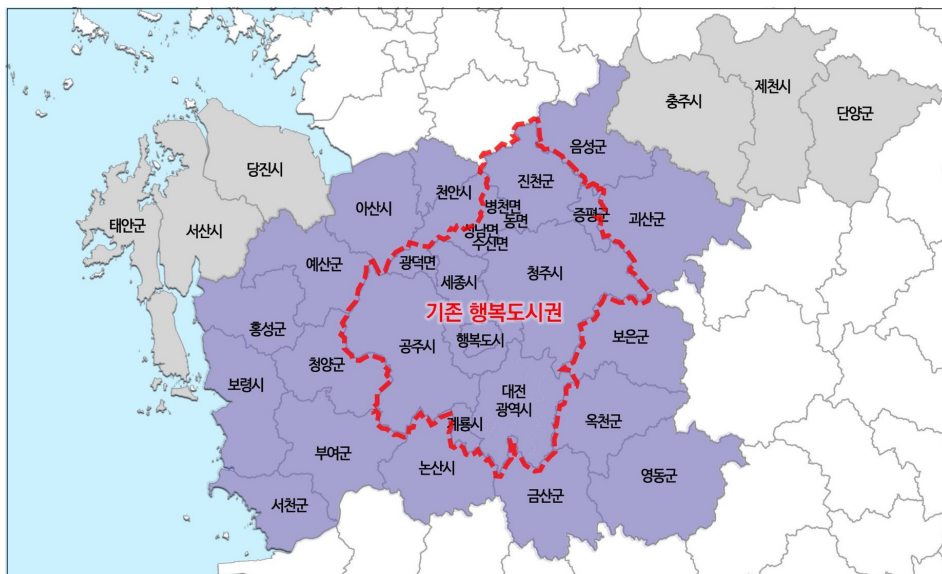 충주시
제천시
단양군
음성군
당진시
진천군
천안시
아산시
병천면
동면
증평군
괴산군
태안군
서산시
성남면
수신면
예산군
광덕면
세종시
청주시
기존 행복도시권
홍성군
행복도시
보은군
공주시
청양군
보령시
대전
광역시
계룡시
옥천군
부여군
논산시
영동군
금산군
서천군